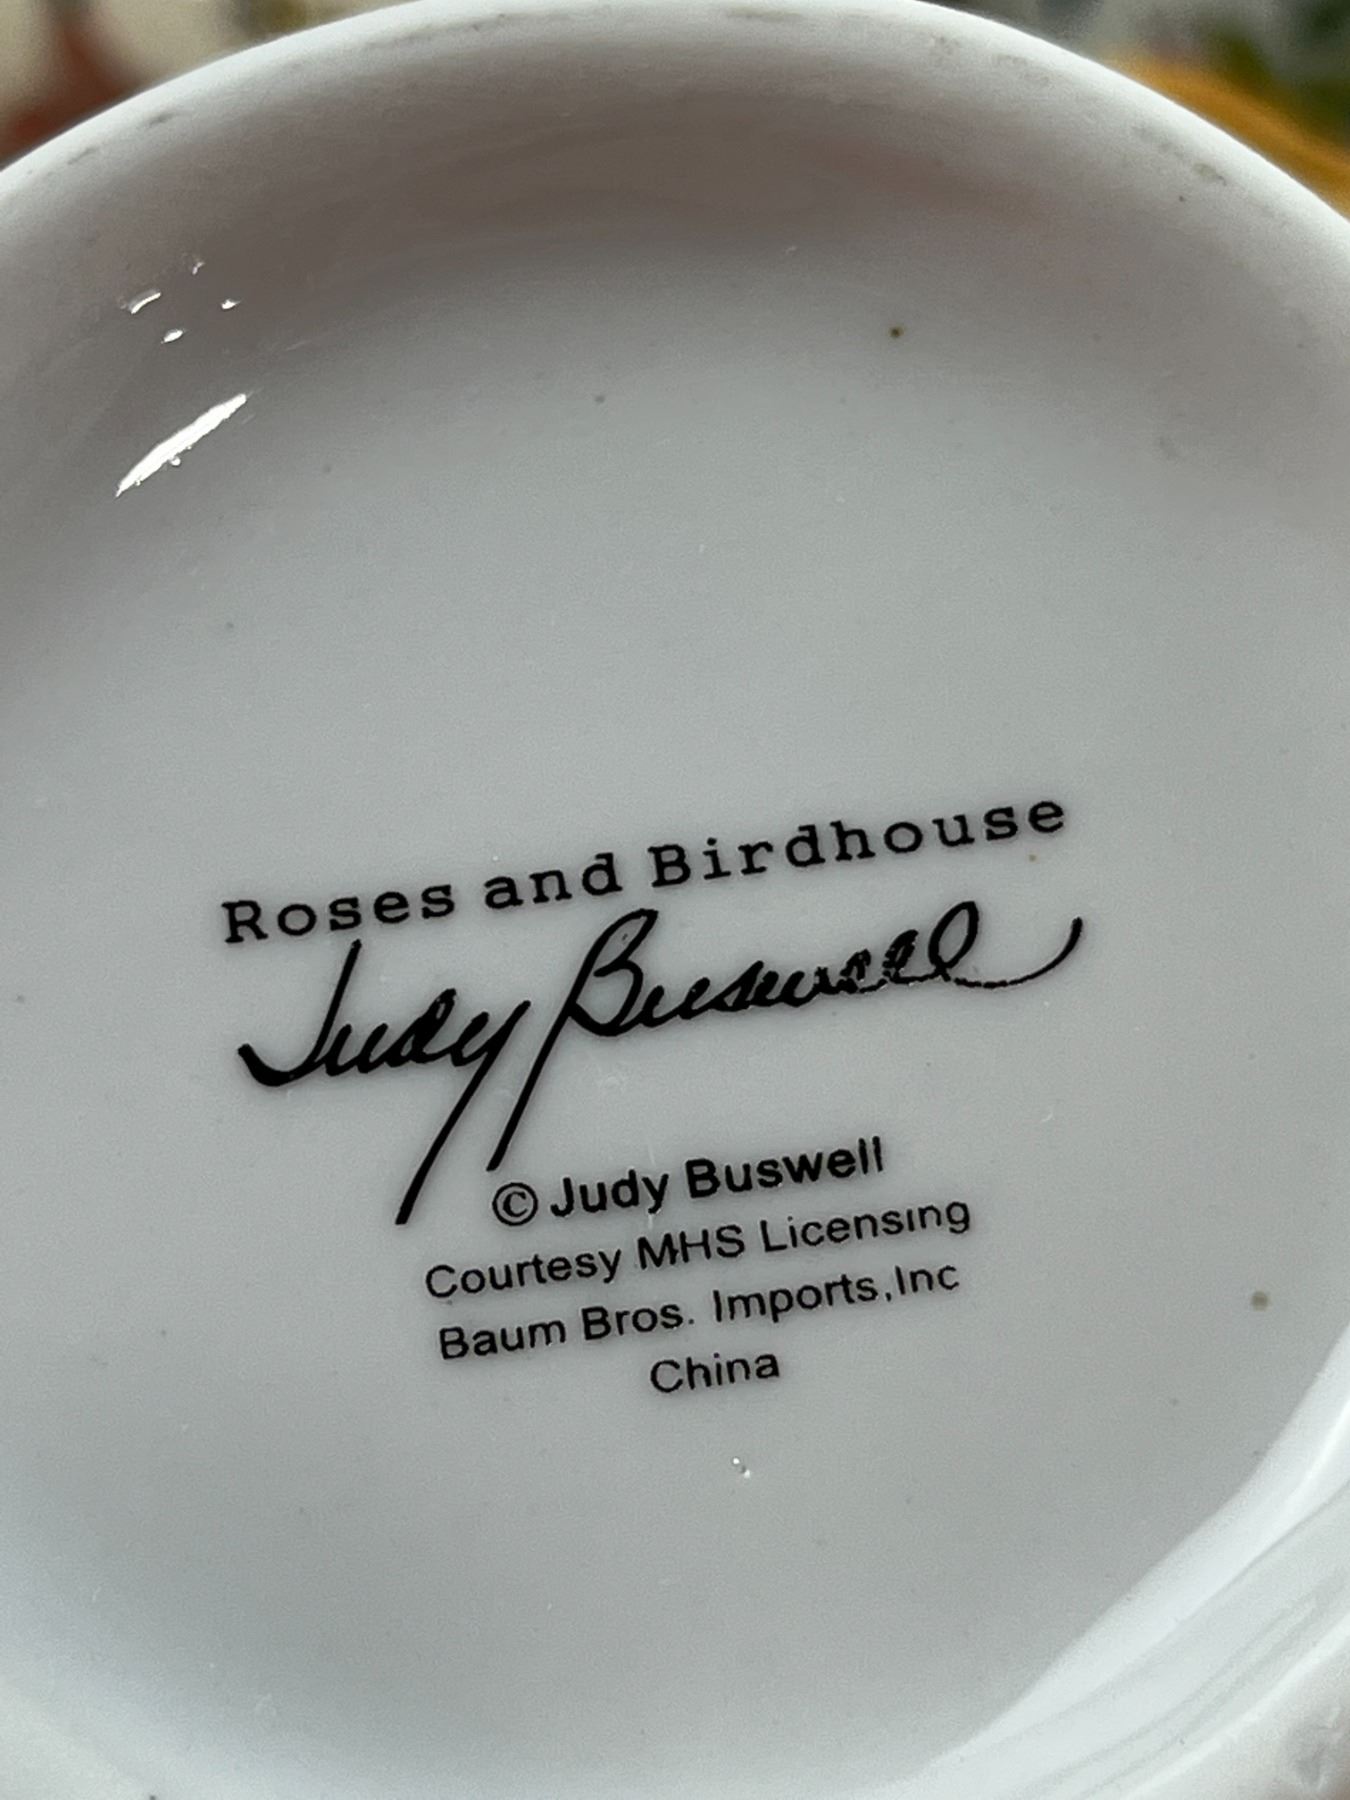 Roses and Birdhouse
Judy Buswell
© Judy Buswell
Courtesy MHS Licensing
Baum Bros. Imports,Inc
China